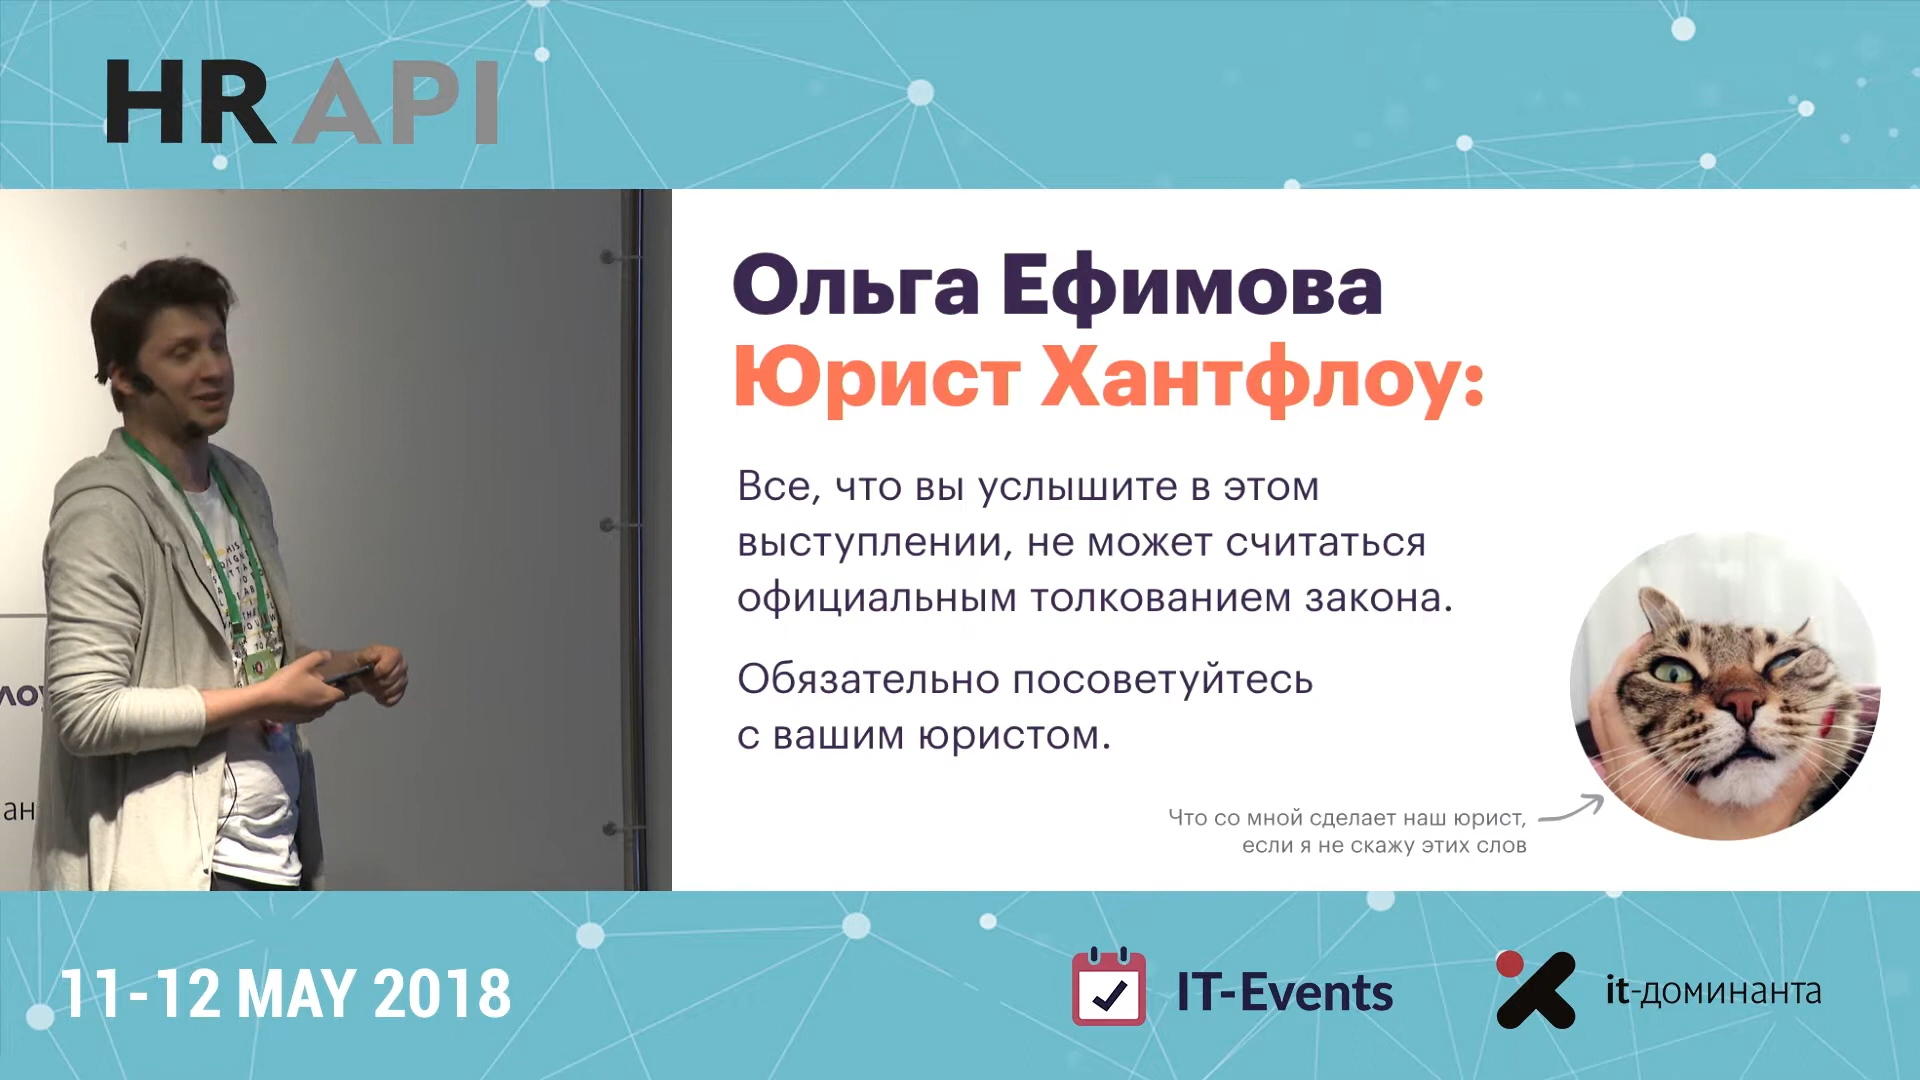 HR API
Ольга Ефимова
Юрист Хантфлоу:
Все, что вы услышите в этом
выступлении, не может считаться
официальным толкованием закона.
Обязательно посоветуйтесь
с вашим юристом.
Что со мной сделает наш юрист,
если я не скажу этих слов
11-12 MAY 2018
IT-Events
it-доминанта